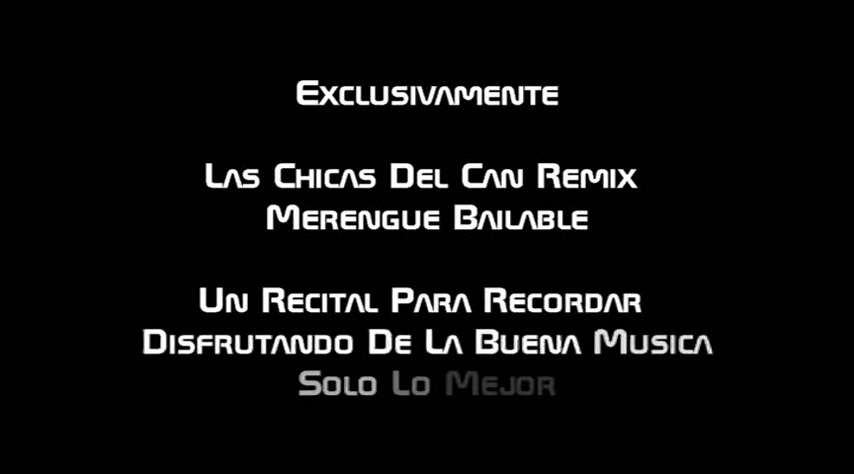 Exclusivamente
Las Chicas Del Can Remix
Merengue Bailable
Un Recital Para Recordar
Disfrutando De La Buena Musica
Solo Lo Mejor